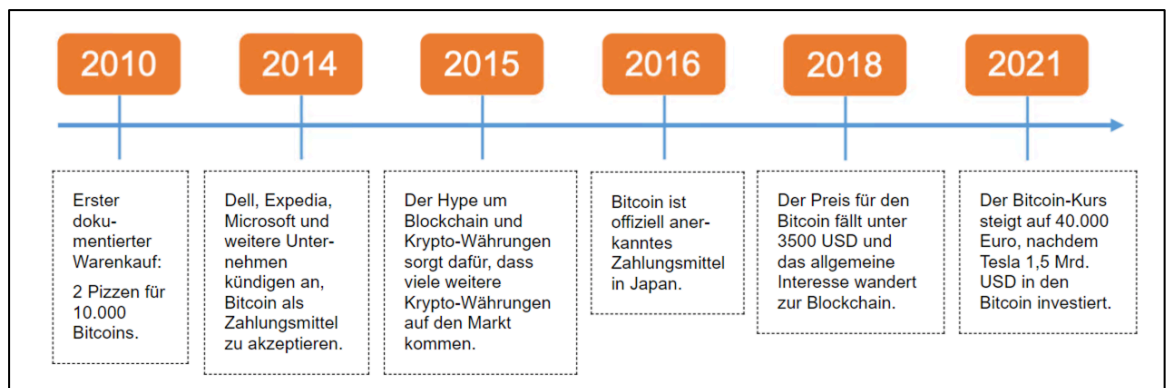 2010
2014
2015
2016
2018
2021
Erster
doku-
mentierter
Warenkauf:
2 Pizzen für
10.000
Bitcoins.
Dell, Expedia,
Microsoft und
weitere Unter-
nehmen
kündigen an,
Bitcoin als
Zahlungsmittel
zu akzeptieren.
Der Hype um
Blockchain und
Krypto-Währungen
sorgt dafür, dass
viele weitere
Krypto-Währungen
auf den Markt
kommen.
Bitcoin ist
offiziell aner-
kanntes
Zahlungsmittel
in Japan.
Der Preis für den
Bitcoin fällt unter
3500 USD und
das allgemeine
Interesse wandert
zur Blockchain.
Der Bitcoin-Kurs
steigt auf 40.000
Euro, nachdem
Tesla 1,5 Mrd.
USD in den
Bitcoin investiert.